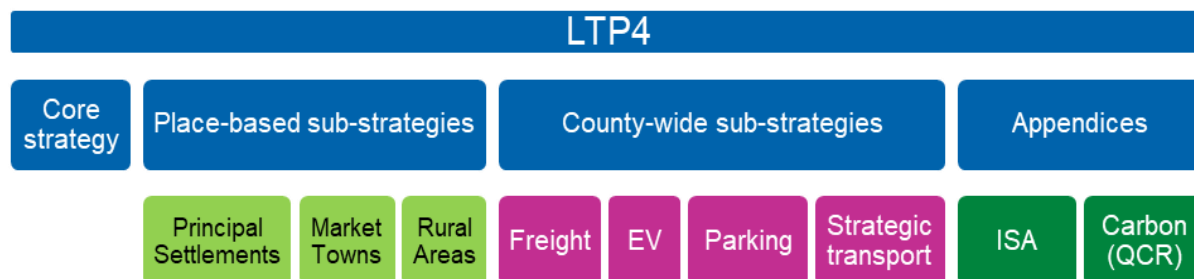 LTP4
Core
strategy
Place-based sub-strategies
County-wide sub-strategies
Appendices
Principal
Settlements
Market
Towns
Rural
Areas
Freight
EV
Parking
Strategic
transport
ISA
Carbon
(QCR)